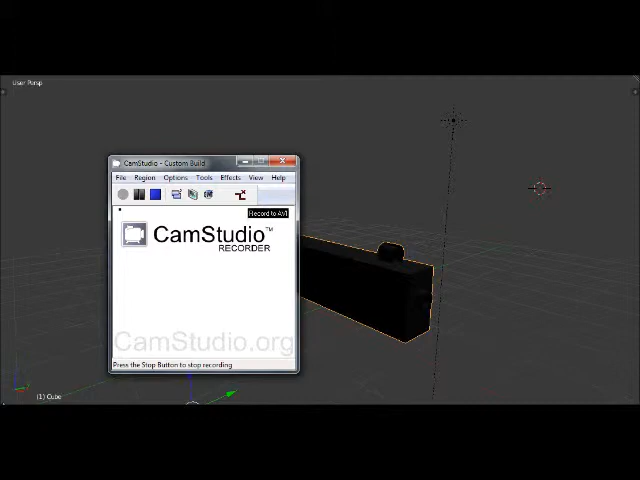 User Persp
CamStudio - Custom Build
File Region Options Tools Effects View Help
Record to AVI
CamStudio™
RECORDER
CamStudio.org
Press the Stop Button to stop recording
(1) Cube